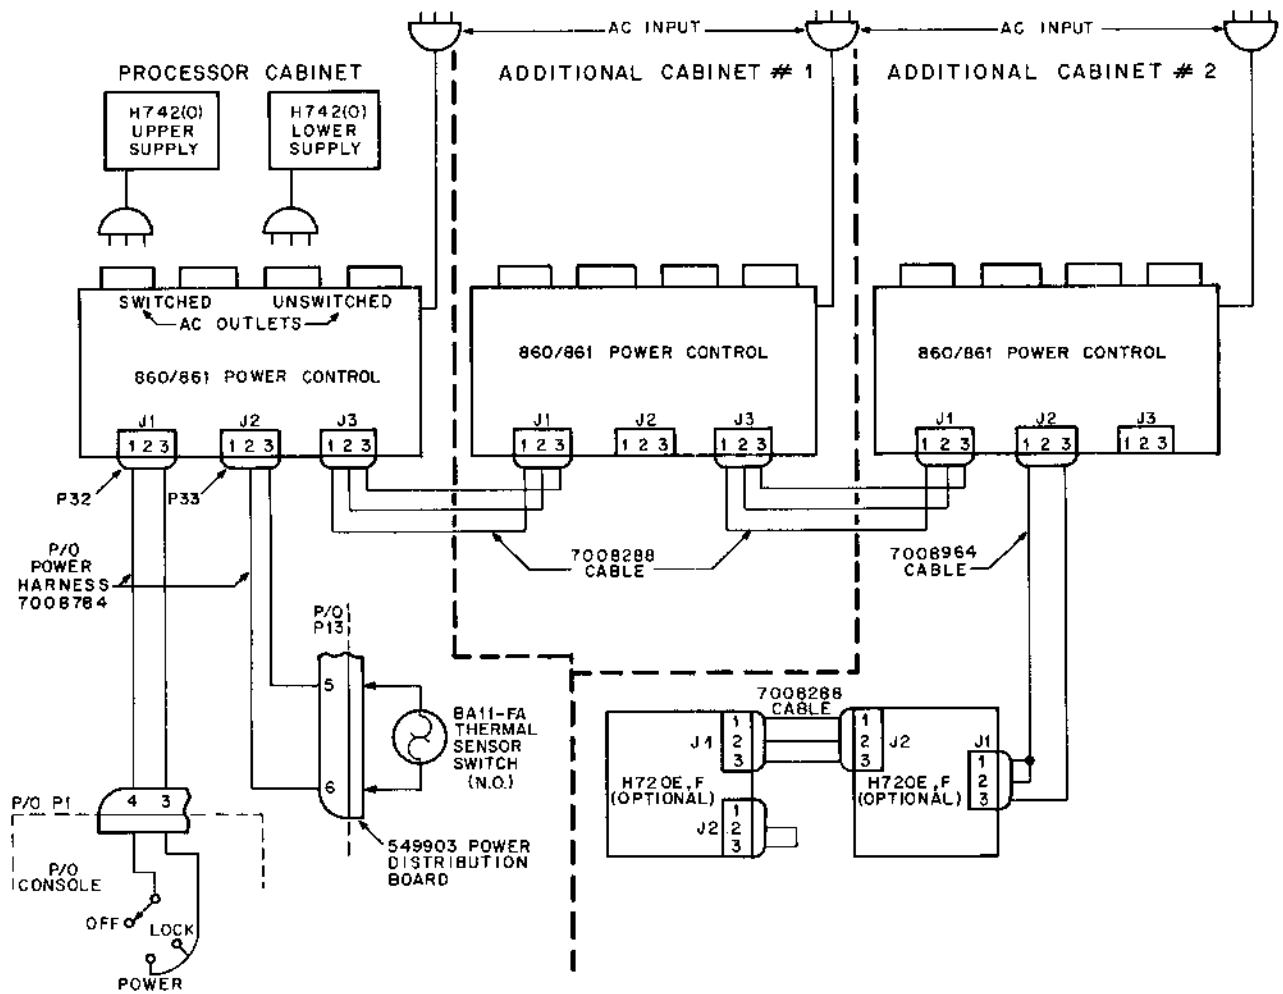 AC INPUT
AC INPUT
PROCESSOR CABINET
ADDITIONAL CABINET # 1
ADDITIONAL CABINET # 2
H742(O)
UPPER
SUPPLY
H742(O)
LOWER
SUPPLY
SWITCHED
UNSWITCHED
AC OUTLETS
860/861 POWER CONTROL
860/861 POWER CONTROL
860/861 POWER CONTROL
J1
1 2 3
J2
1 2 3
J3
1 2 3
J1
1 2 3
J2
1 2 3
J3
1 2 3
J1
1 2 3
J2
1 2 3
J3
1 2 3
P32
P33
P/O
POWER
HARNESS
7008784
7008288
CABLE
7008964
CABLE
P/O
P13
5
6
BA11-FA
THERMAL
SENSOR
SWITCH
(N.O.)
549903 POWER
DISTRIBUTION
BOARD
7008288
CABLE
J1
1
2
3
H720E,F
(OPTIONAL)
J2
1
2
3
1
2
3
J2
H720E,F
(OPTIONAL)
J1
1
2
3
P/O P1
4 3
P/O
CONSOLE
OFF
LOCK
POWER